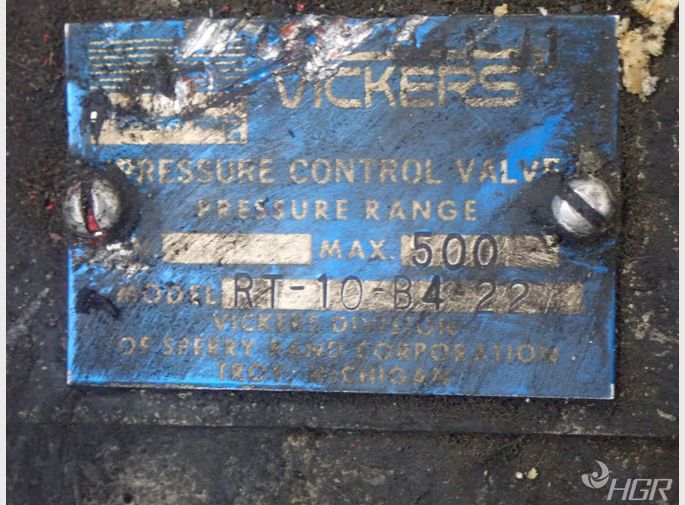 VICKERS
PRESSURE CONTROL VALVE
PRESSURE RANGE
MAX. 500
MODEL RT-10-B4-22
VICKERS DIVISION
OF SPERRY RAND CORPORATION
TROY, MICHIGAN
HGR